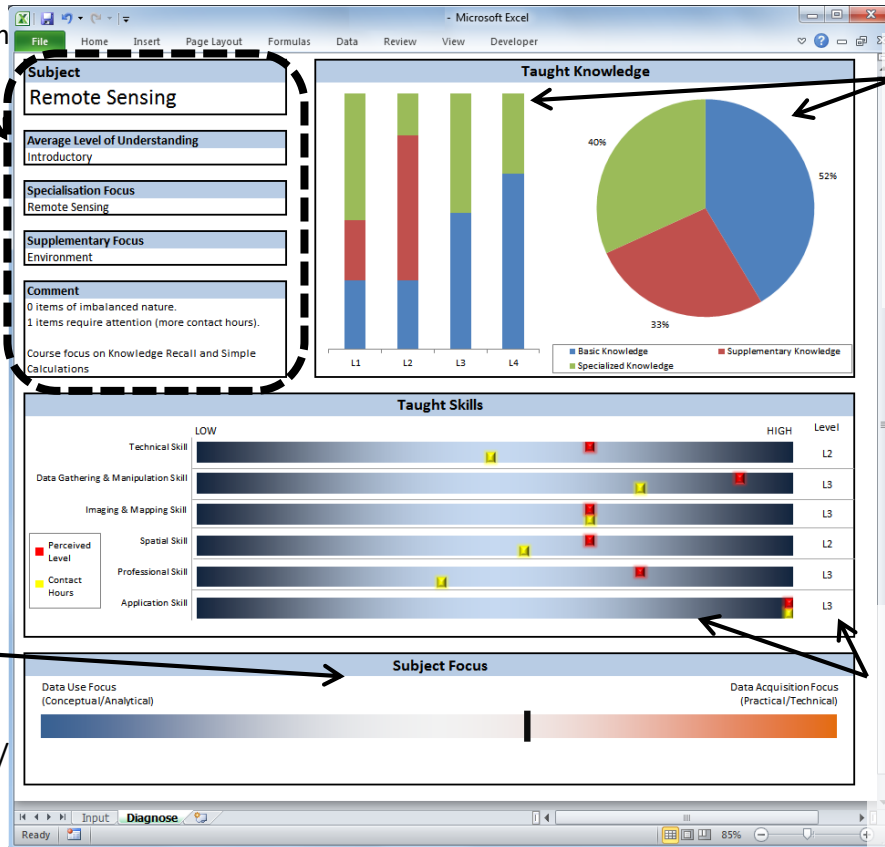 - Microsoft Excel
File Home Insert Page Layout Formulas Data Review View Developer
Subject
Remote Sensing
Average Level of Understanding
Introductory
Specialisation Focus
Remote Sensing
Supplementary Focus
Environment
Comment
0 items of imbalanced nature.
1 items require attention (more contact hours).
Course focus on Knowledge Recall and Simple
Calculations
Taught Knowledge
L1 L2 L3 L4
40%
52%
33%
Basic Knowledge Supplementary Knowledge
Specialized Knowledge
Taught Skills
LOW HIGH Level
Technical Skill L2
Data Gathering & Manipulation Skill L3
Imaging & Mapping Skill L3
Spatial Skill L2
Professional Skill L3
Application Skill L3
Perceived
Level
Contact
Hours
Subject Focus
Data Use Focus
(Conceptual/Analytical)
Data Acquisition Focus
(Practical/Technical)
Input Diagnose
Ready 85%